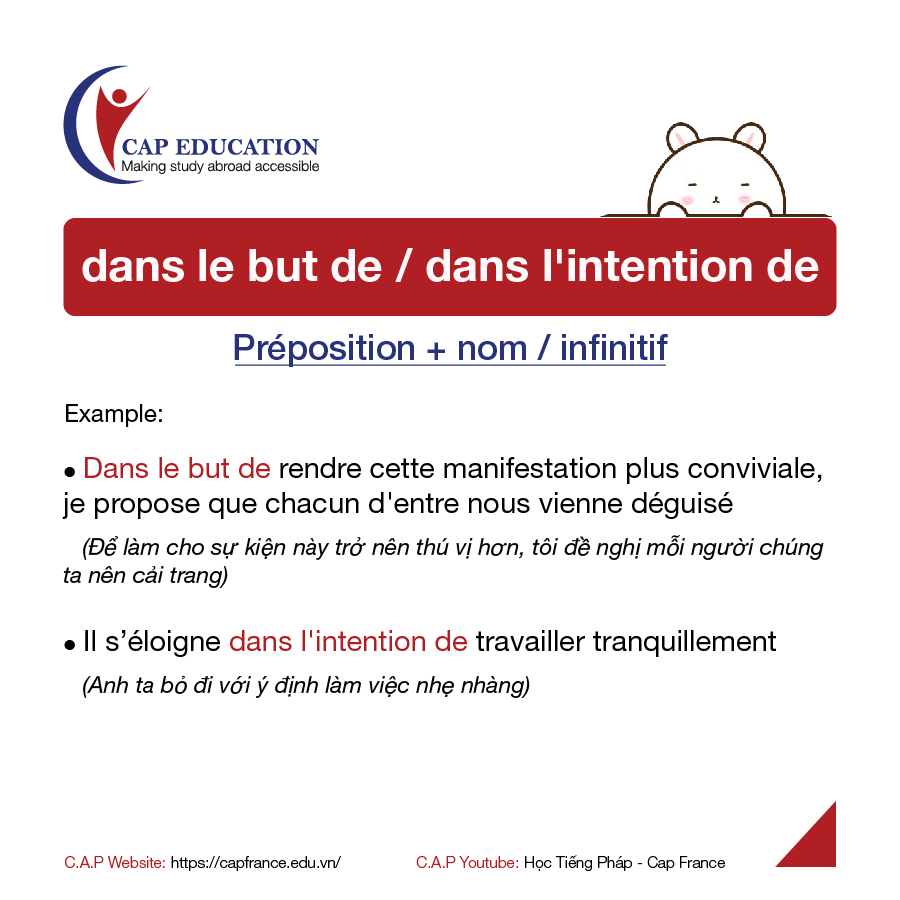 CAP EDUCATION
Making study abroad accessible
dans le but de / dans l'intention de
Préposition + nom / infinitif
Example:
• Dans le but de rendre cette manifestation plus conviviale,
je propose que chacun d'entre nous vienne déguisé
(Để làm cho sự kiện này trở nên thú vị hơn, tôi đề nghị mỗi người chúng
ta nên cải trang)
• Il s’éloigne dans l'intention de travailler tranquillement
(Anh ta bỏ đi với ý định làm việc nhẹ nhàng)
C.A.P Website: https://capfrance.edu.vn/ C.A.P Youtube: Học Tiếng Pháp - Cap France